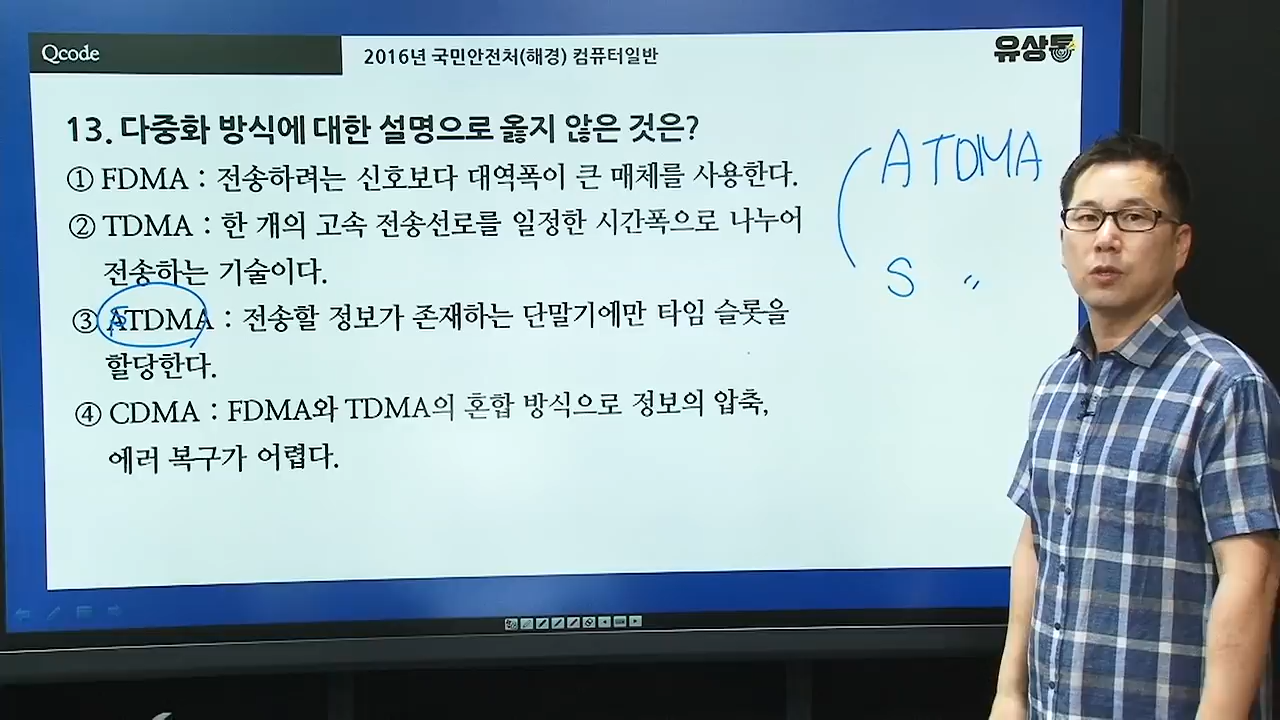 Qcode
2016년 국민안전처(해경) 컴퓨터일반
유상통
13. 다중화 방식에 대한 설명으로 옳지 않은 것은?
① FDMA : 전송하려는 신호보다 대역폭이 큰 매체를 사용한다.
② TDMA : 한 개의 고속 전송선로를 일정한 시간폭으로 나누어
전송하는 기술이다.
③ ATDMA : 전송할 정보가 존재하는 단말기에만 타임 슬롯을
할당한다.
④ CDMA : FDMA와 TDMA의 혼합 방식으로 정보의 압축,
에러 복구가 어렵다.
ATDMA
S "
S